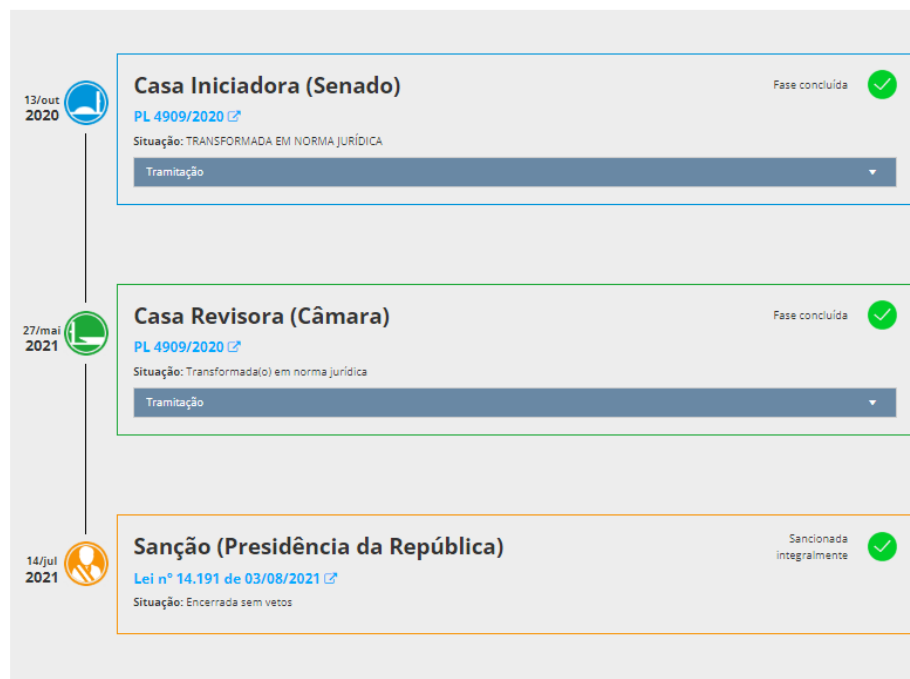 13/out
2020
Casa Iniciadora (Senado)
Fase concluída
PL 4909/2020
Situação: TRANSFORMADA EM NORMA JURÍDICA
Tramitação
27/mai
2021
Casa Revisora (Câmara)
Fase concluída
PL 4909/2020
Situação: Transformada(o) em norma jurídica
Tramitação
14/jul
2021
Sanção (Presidência da República)
Sancionada
integralmente
Lei nº 14.191 de 03/08/2021
Situação: Encerrada sem vetos